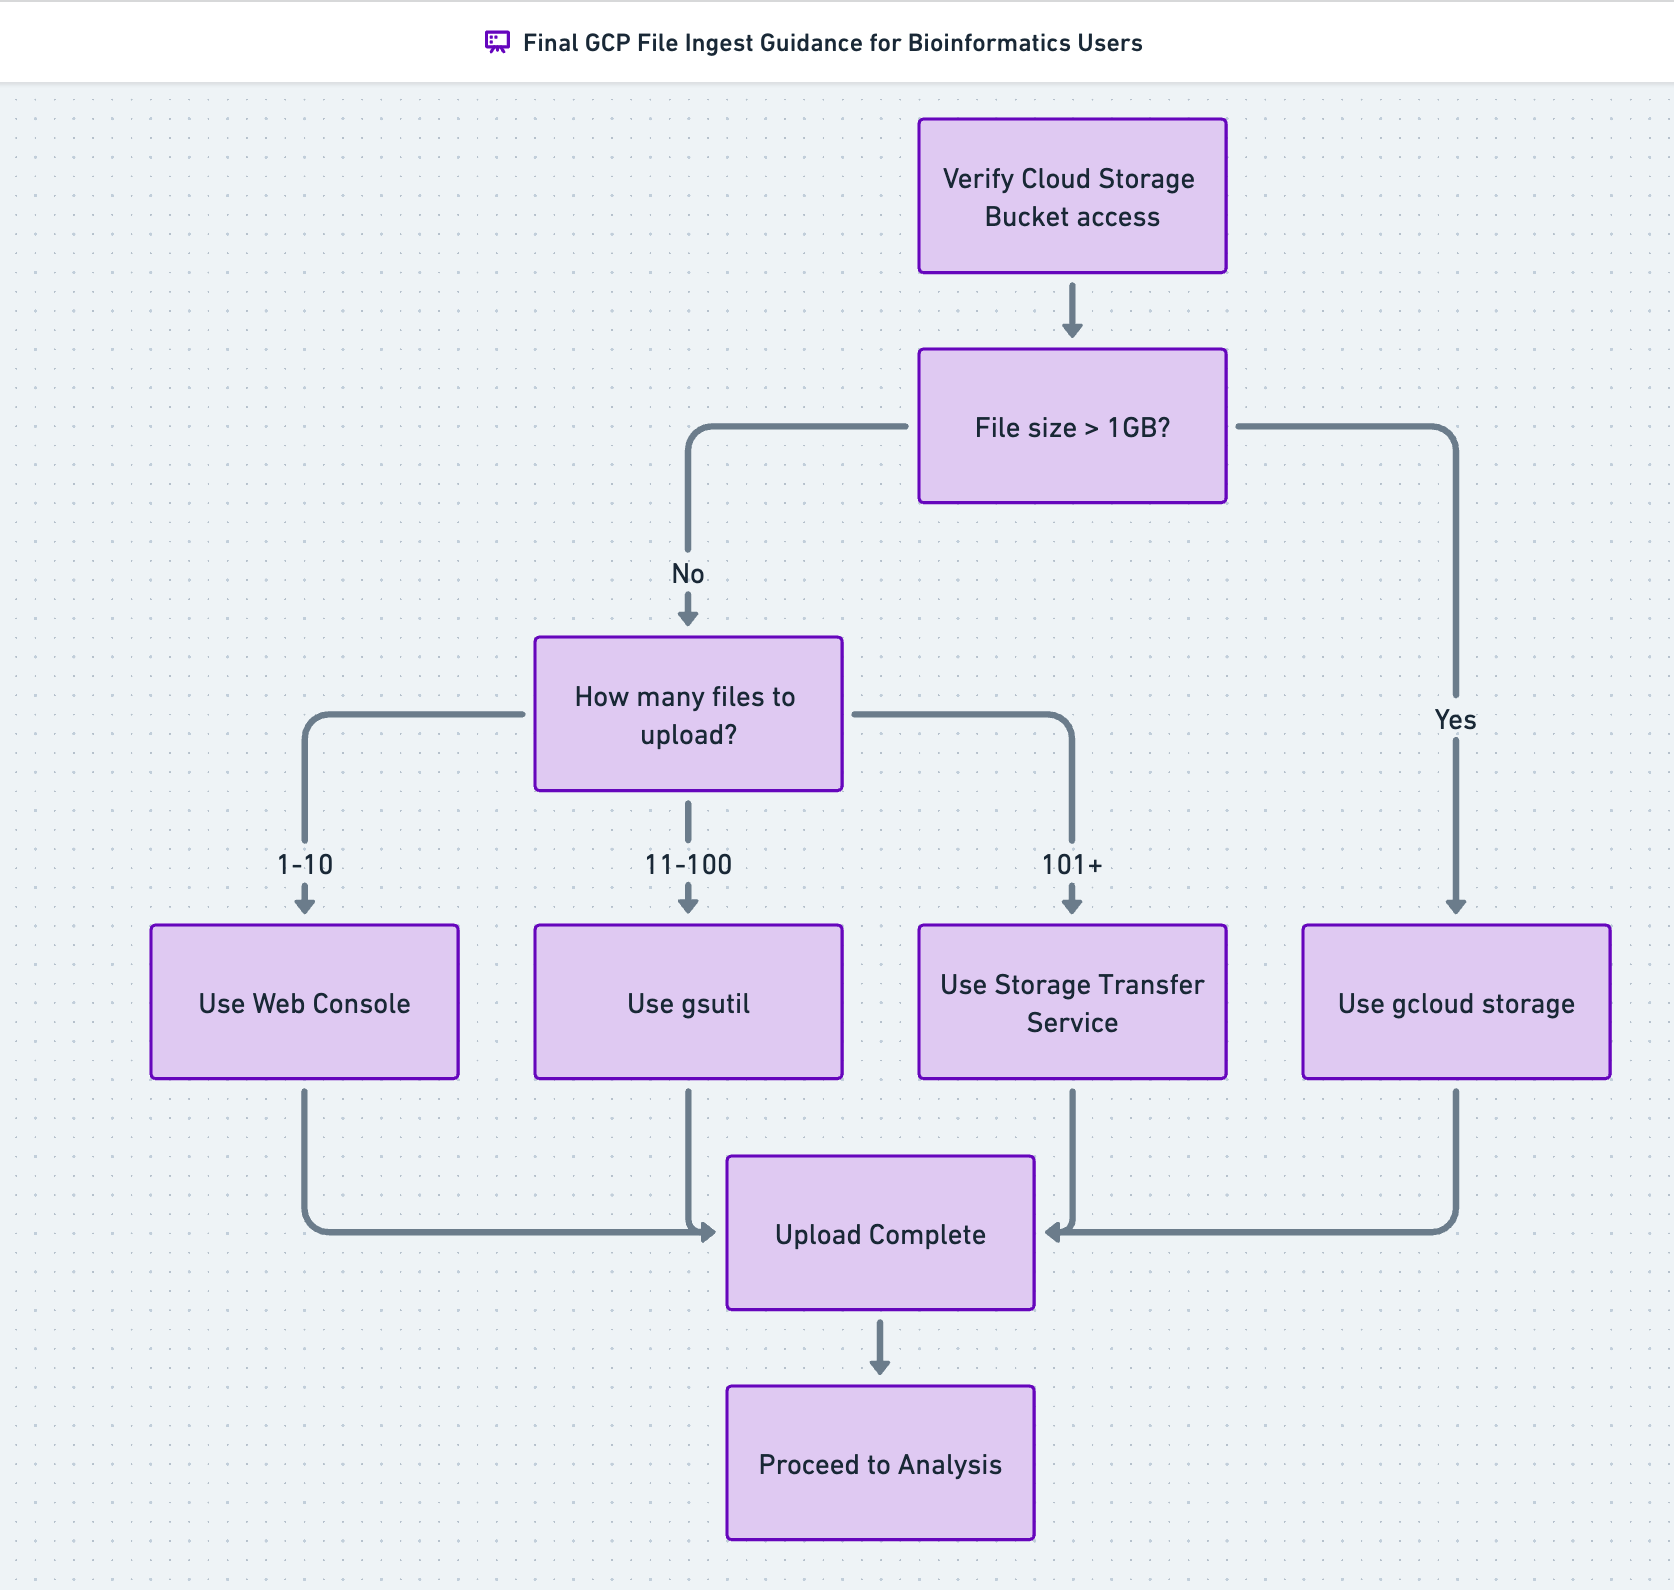 Final GCP File Ingest Guidance for Bioinformatics Users
Verify Cloud Storage
Bucket access
File size > 1GB?
No
Yes
How many files to
upload?
1-10
11-100
101+
Use Web Console
Use gsutil
Use Storage Transfer
Service
Use gcloud storage
Upload Complete
Proceed to Analysis